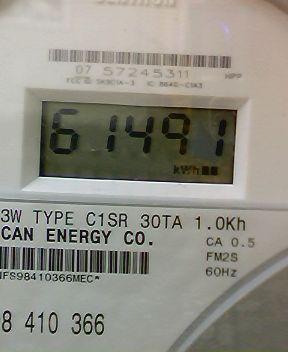 07 57245311 HPP
61491
kWh
3W TYPE C1SR 30TA 1.0Kh
CAN ENERGY CO.
CA 0.5
FM2S
60Hz
8 410 366